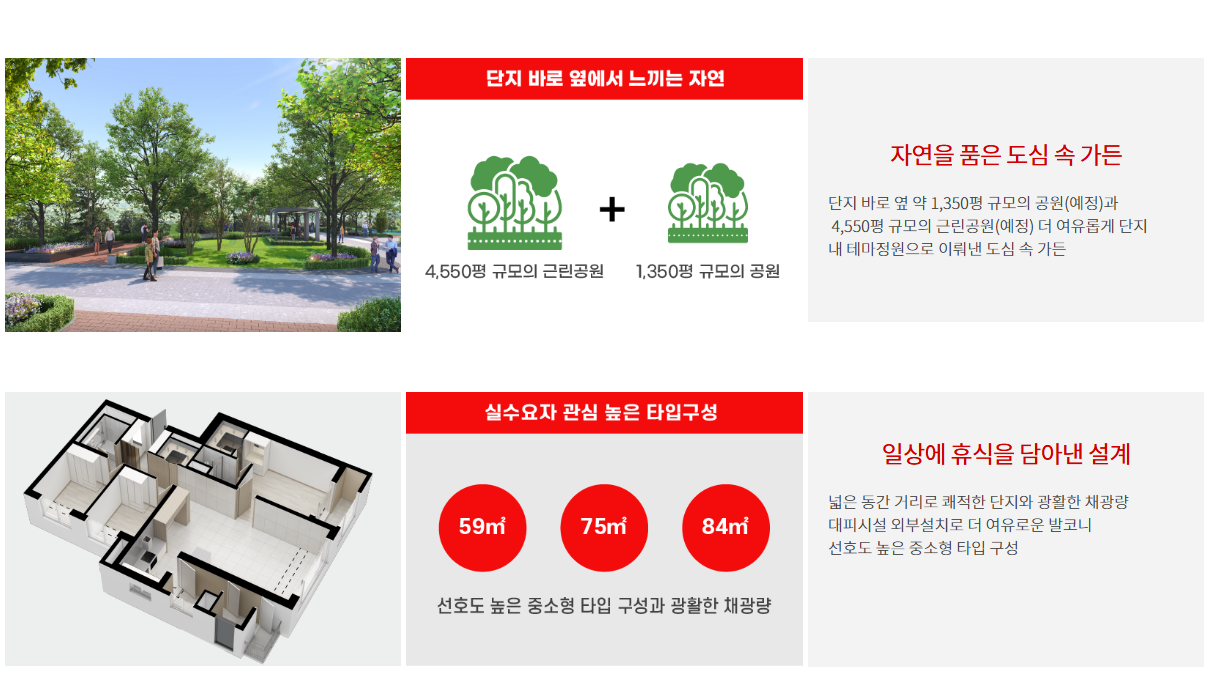 단지 바로 옆에서 느끼는 자연
4,550평 규모의 근린공원
+
1,350평 규모의 공원
자연을 품은 도심 속 가든
단지 바로 옆 약 1,350평 규모의 공원(예정)과
4,550평 규모의 근린공원(예정) 더 여유롭게 단지
내 테마정원으로 이뤄낸 도심 속 가든
실수요자 관심 높은 타입구성
59㎡ 75㎡ 84㎡
선호도 높은 중소형 타입 구성과 광활한 채광량
일상에 휴식을 담아낸 설계
넓은 동간 거리로 쾌적한 단지와 광활한 채광량
대피시설 외부설치로 더 여유로운 발코니
선호도 높은 중소형 타입 구성